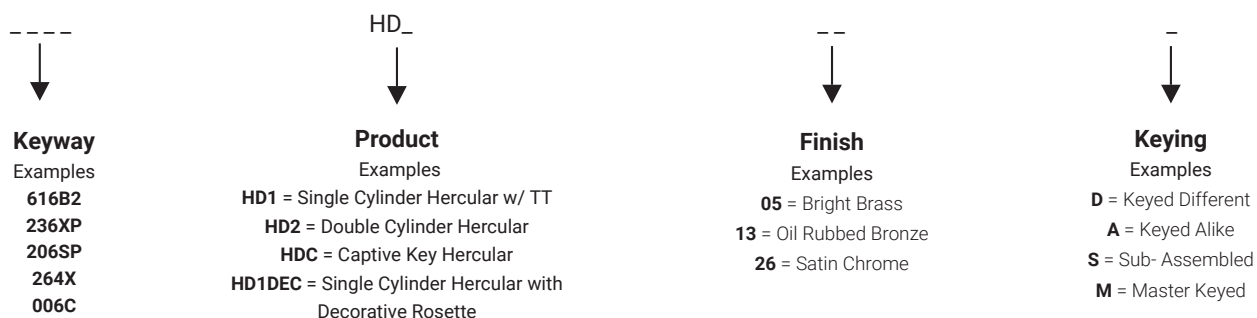 _ _ _ _
HD_
_ _
_
Keyway
Examples
616B2
236XP
206SP
264X
006C
Product
Examples
HD1 = Single Cylinder Hercular w/ TT
HD2 = Double Cylinder Hercular
HDC = Captive Key Hercular
HD1DEC = Single Cylinder Hercular with
Decorative Rosette
Finish
Examples
05 = Bright Brass
13 = Oil Rubbed Bronze
26 = Satin Chrome
Keying
Examples
D = Keyed Different
A = Keyed Alike
S = Sub- Assembled
M = Master Keyed